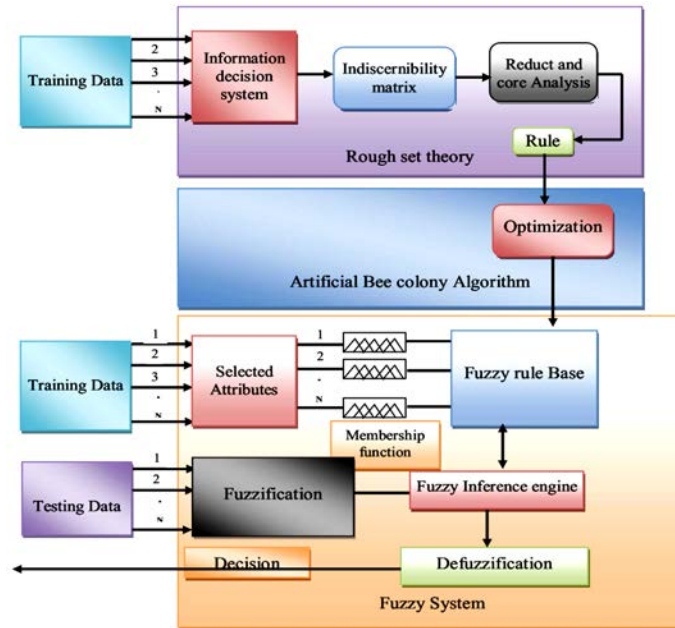 2
3
.
N
Training Data
Information
decision
system
Indiscernibility
matrix
Reduct and
core Analysis
Rule
Rough set theory
Optimization
Artificial Bee colony Algorithm
1
2
3
.
N
Training Data
Selected
Attributes
1
2
.
N
Fuzzy rule Base
Membership
function
1
2
.
N
Testing Data
Fuzzification
Fuzzy Inference engine
Decision
Defuzzification
Fuzzy System